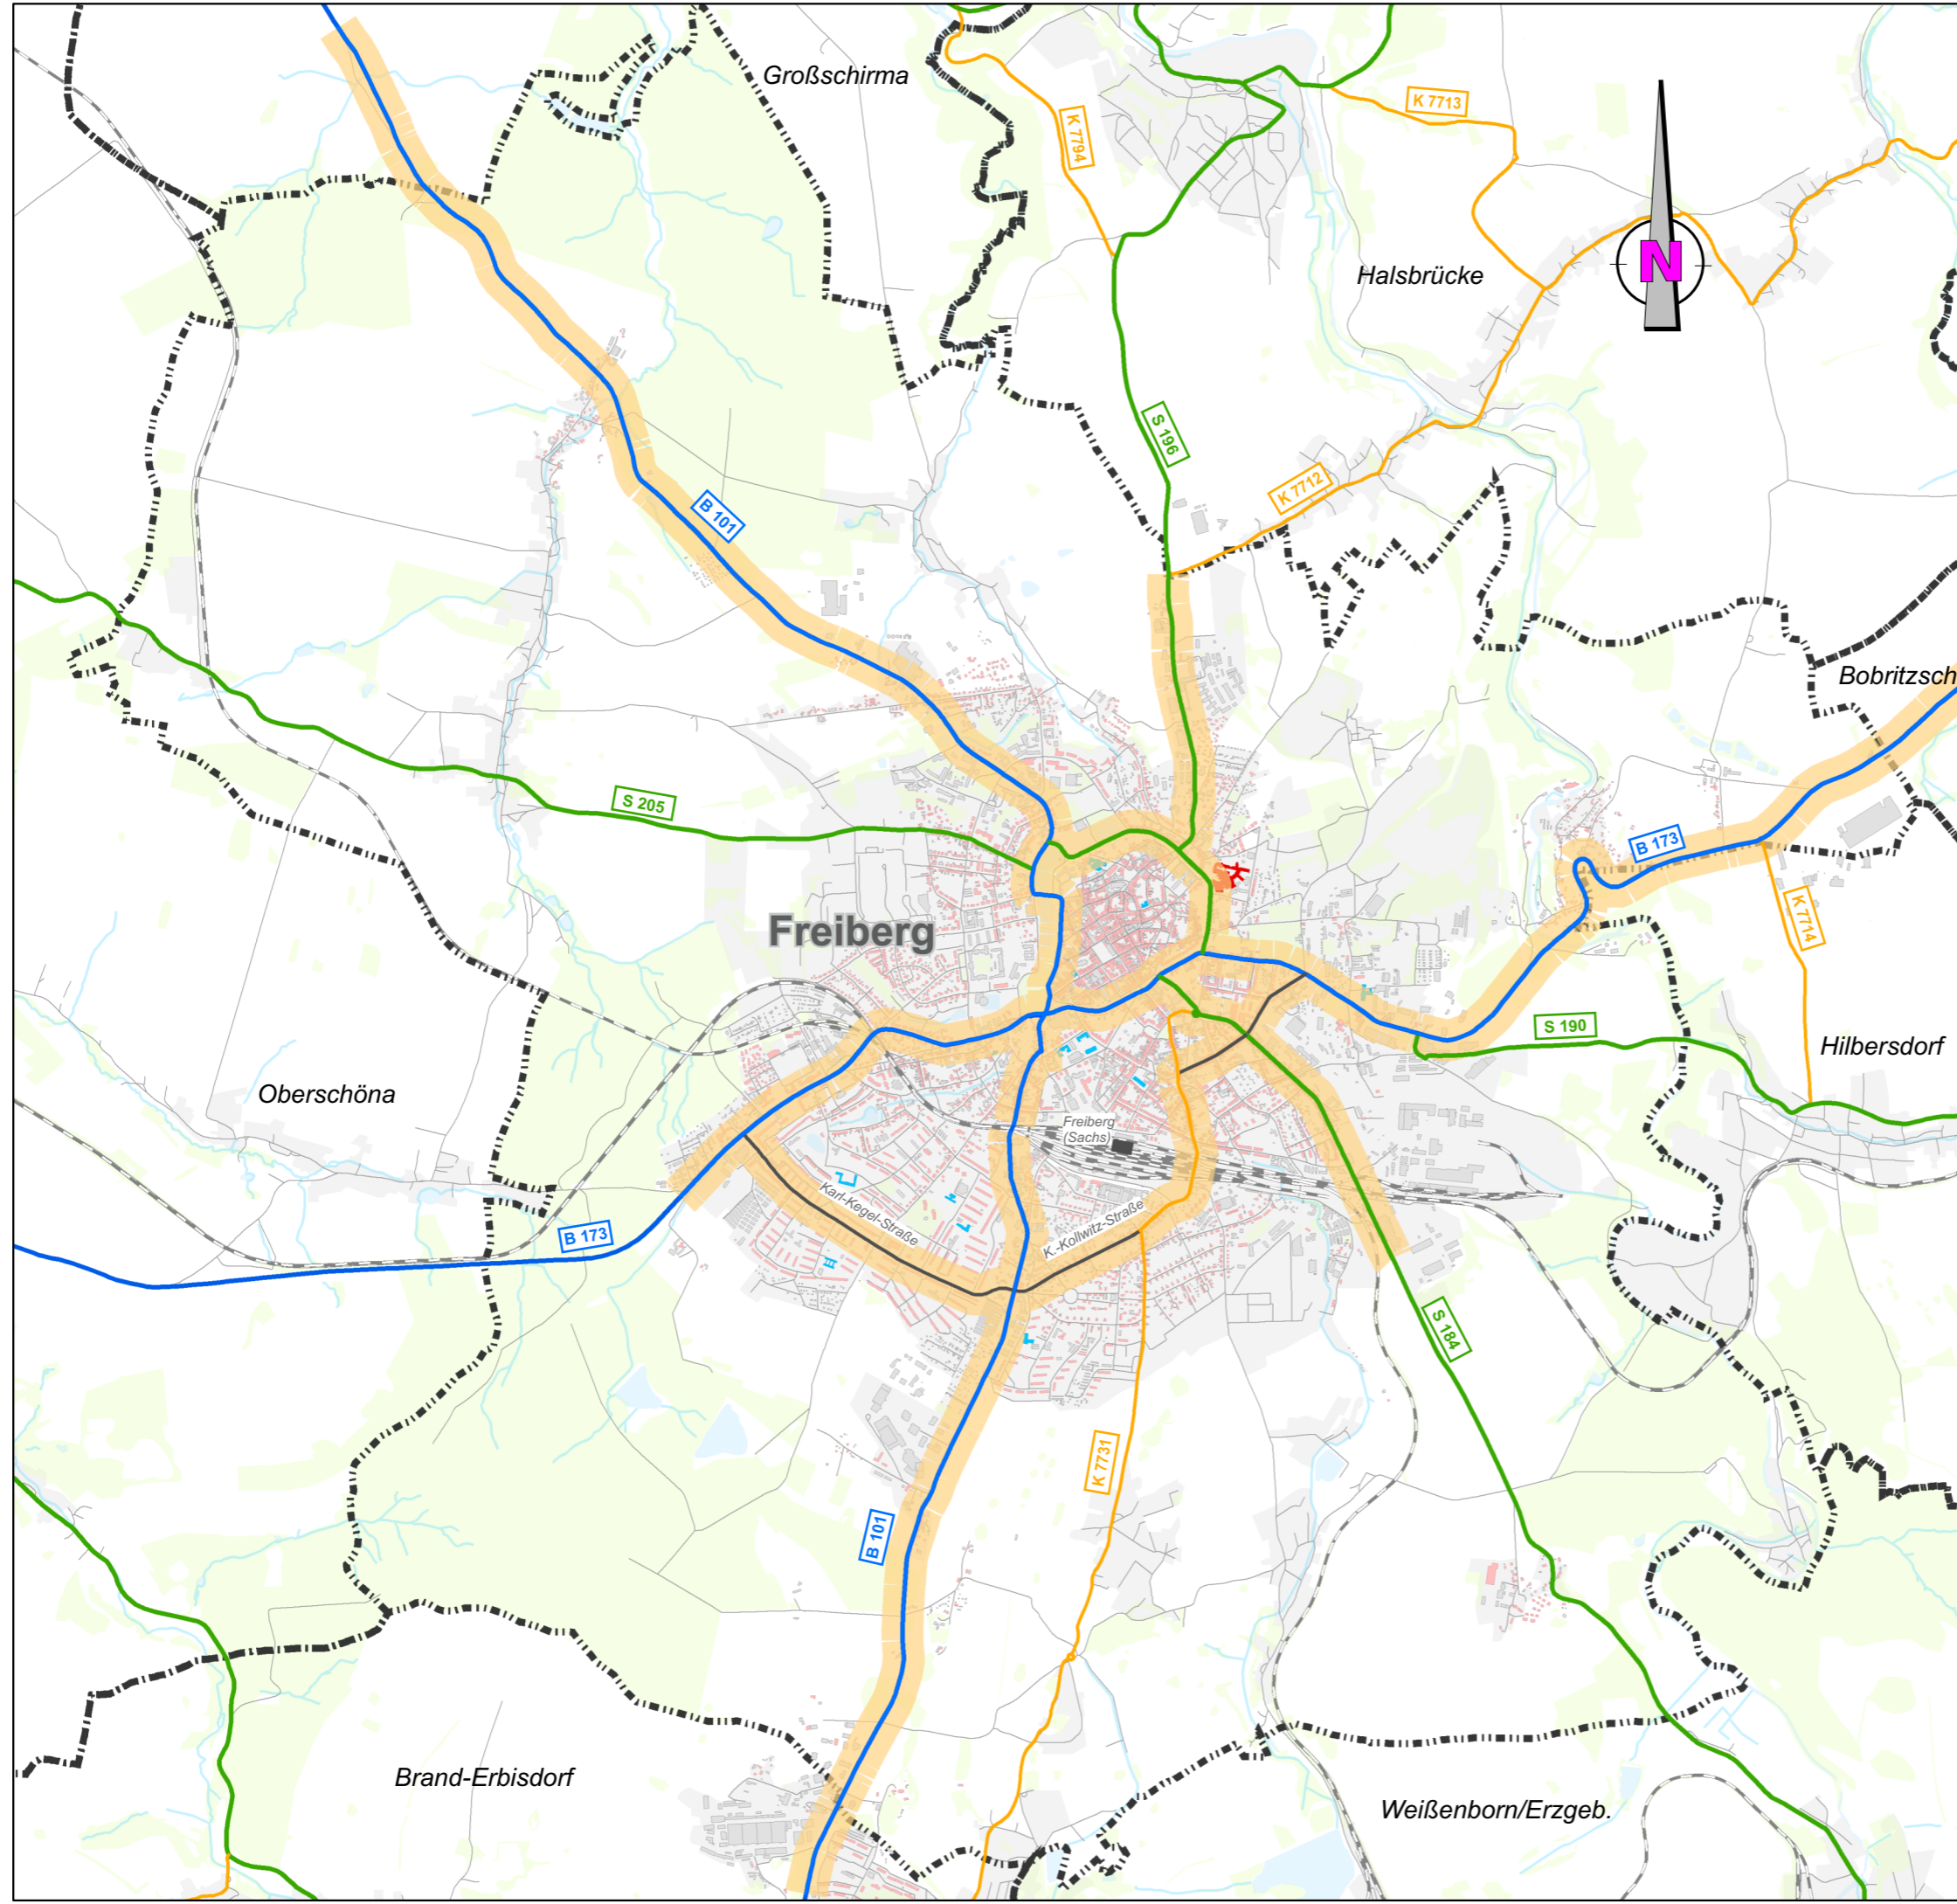 Großschirma
K 7794
K 7713
N
Halsbrücke
S 196
K 7712
B 101
Bobritzsch
S 205
B 173
K
Freiberg
K 7714
S 190
Hilbersdorf
Oberschöna
Freiberg
(Sachs)
Karl-Kegel-Straße
K.-Kollwitz-Straße
B 173
S 184
K 7731
B 101
Brand-Erbisdorf
Weißenborn/Erzgeb.